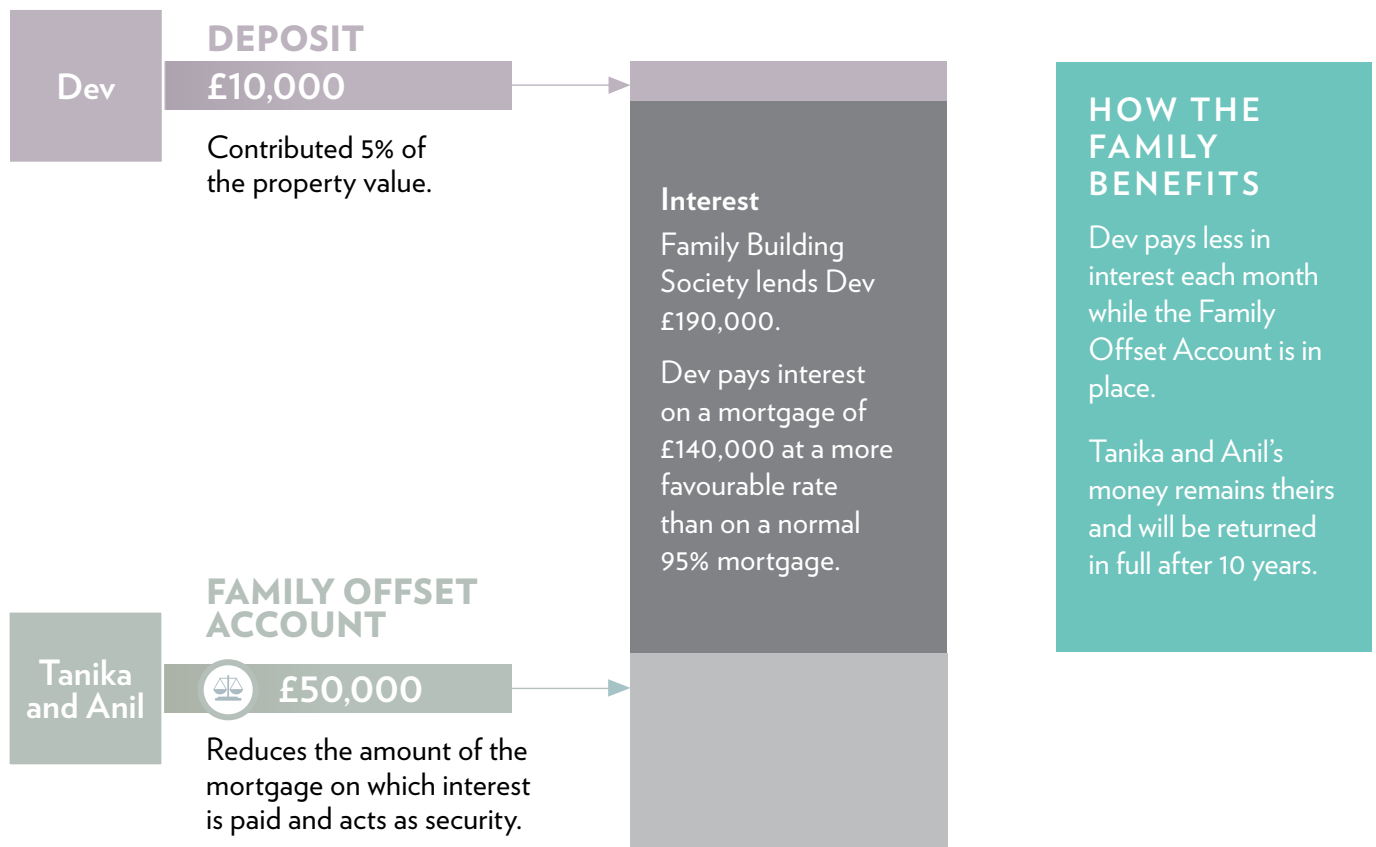 Dev
DEPOSIT
£10,000
Contributed 5% of
the property value.
Interest
Family Building
Society lends Dev
£190,000.
Dev pays interest
on a mortgage of
£140,000 at a more
favourable rate
than on a normal
95% mortgage.
HOW THE
FAMILY
BENEFITS
Dev pays less in
interest each month
while the Family
Offset Account is in
place.
Tanika and Anil’s
money remains theirs
and will be returned
in full after 10 years.
Tanika
and Anil
FAMILY OFFSET
ACCOUNT
£50,000
Reduces the amount of the
mortgage on which interest
is paid and acts as security.